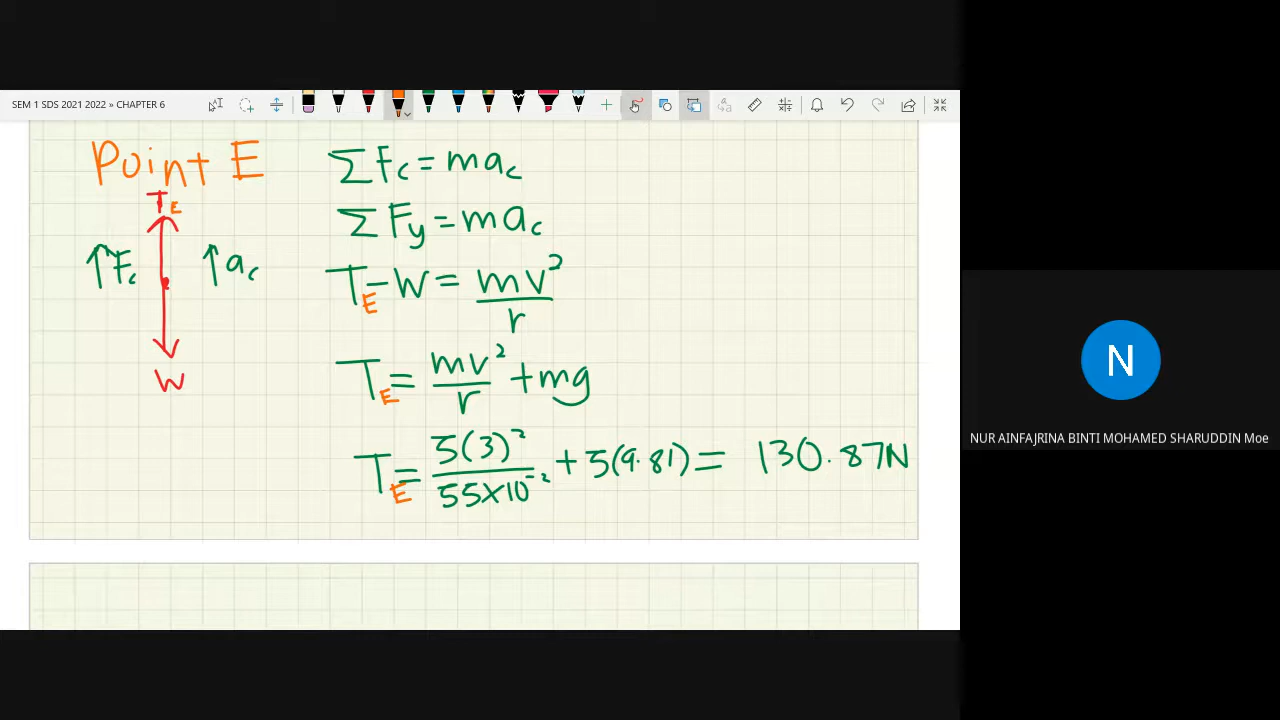 SEM 1 SDS 2021 2022 » CHAPTER 6
Point E
T_E
↑F_c
↑a_c
W
ΣF_c = ma_c
ΣF_y = ma_c
T_E - W = mv²/r
T_E = mv²/r + mg
T_E = 5(3)²/55×10⁻² + 5(9.81) = 130.87N
N
NUR AINFAJRINA BINTI MOHAMED SHARUDDIN Moe